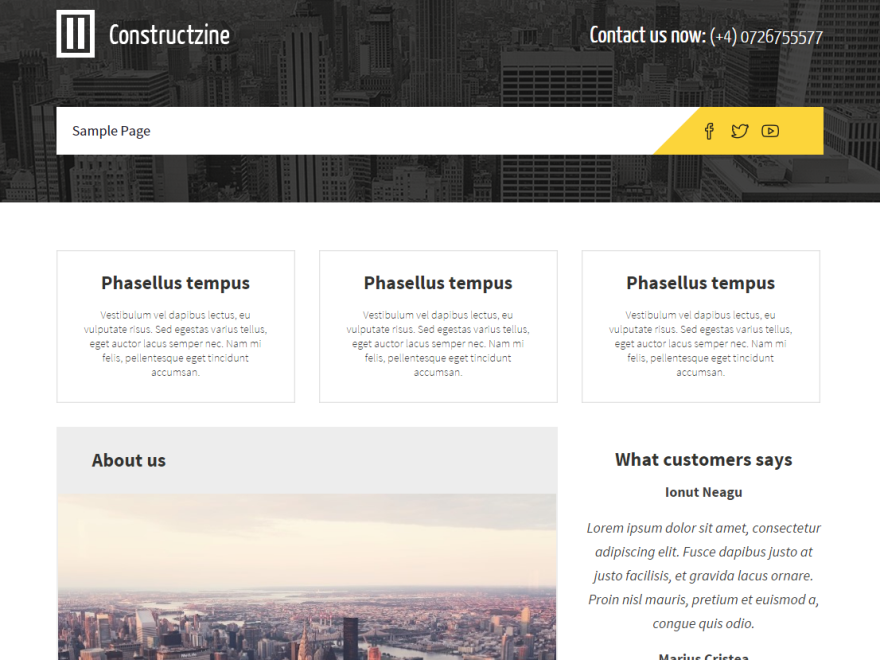 Constructzine
Contact us now: (+4) 0726755577
Sample Page
Phasellus tempus
Vestibulum vel dapibus lectus, eu
vulputate risus. Sed egestas varius tellus,
eget auctor lacus semper nec. Nam mi
felis, pellentesque eget tincidunt
accumsan.
Phasellus tempus
Vestibulum vel dapibus lectus, eu
vulputate risus. Sed egestas varius tellus,
eget auctor lacus semper nec. Nam mi
felis, pellentesque eget tincidunt
accumsan.
Phasellus tempus
Vestibulum vel dapibus lectus, eu
vulputate risus. Sed egestas varius tellus,
eget auctor lacus semper nec. Nam mi
felis, pellentesque eget tincidunt
accumsan.
About us
What customers says
Ionut Neagu
Lorem ipsum dolor sit amet, consectetur
adipiscing elit. Fusce dapibus justo at
justo facilisis, et gravida lacus ornare.
Proin nisl mauris, pretium et euismod a,
congue quis odio.
Marius Cristea